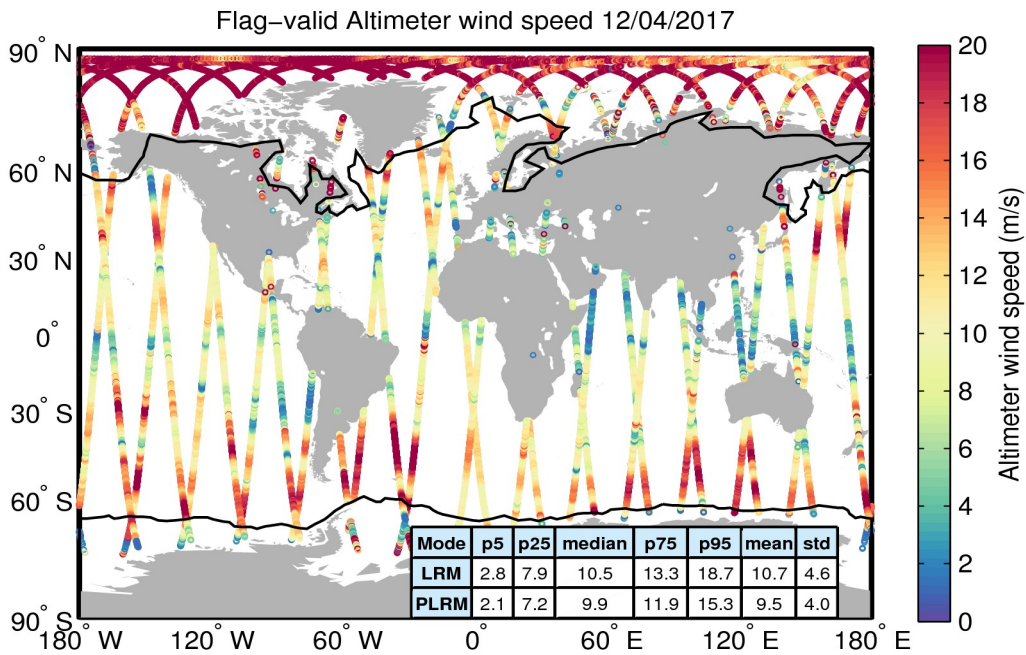 Flag−valid Altimeter wind speed 12/04/2017
90° N
60° N
30° N
0°
30° S
60° S
90° S
180° W
120° W
60° W
0°
60° E
120° E
180° E
Mode p5 p25 median p75 p95 mean std
LRM 2.8 7.9 10.5 13.3 18.7 10.7 4.6
PLRM 2.1 7.2 9.9 11.9 15.3 9.5 4.0
20
18
16
14
12
10
8
6
4
2
0
Altimeter wind speed (m/s)